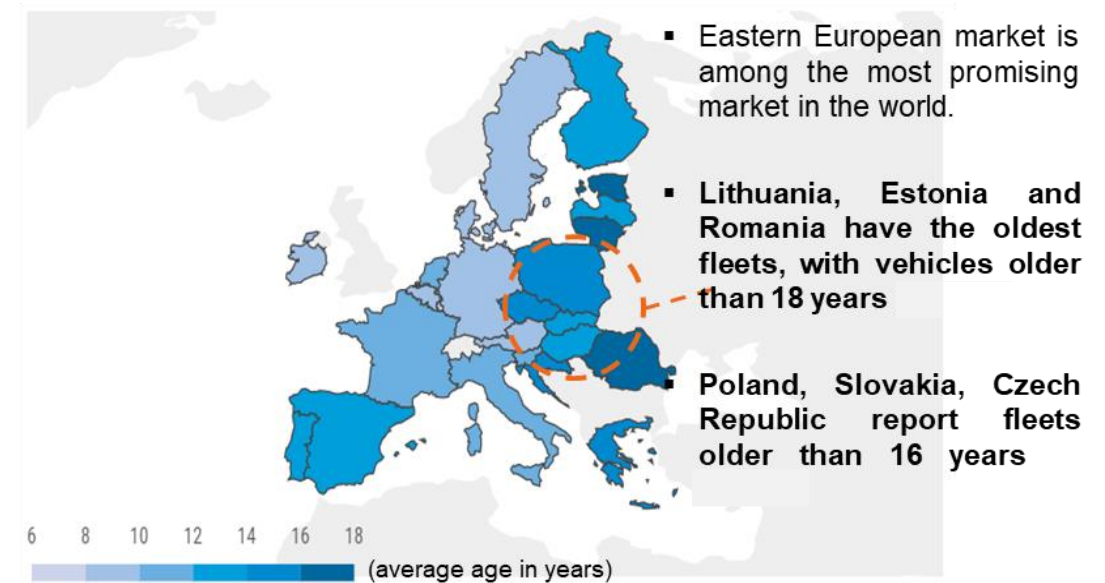 ▪ Eastern European market is
among the most promising
market in the world.
▪ Lithuania, Estonia and
Romania have the oldest
fleets, with vehicles older
than 18 years
▪ Poland, Slovakia, Czech
Republic report fleets
older than 16 years
6 8 10 12 14 16 18
(average age in years)